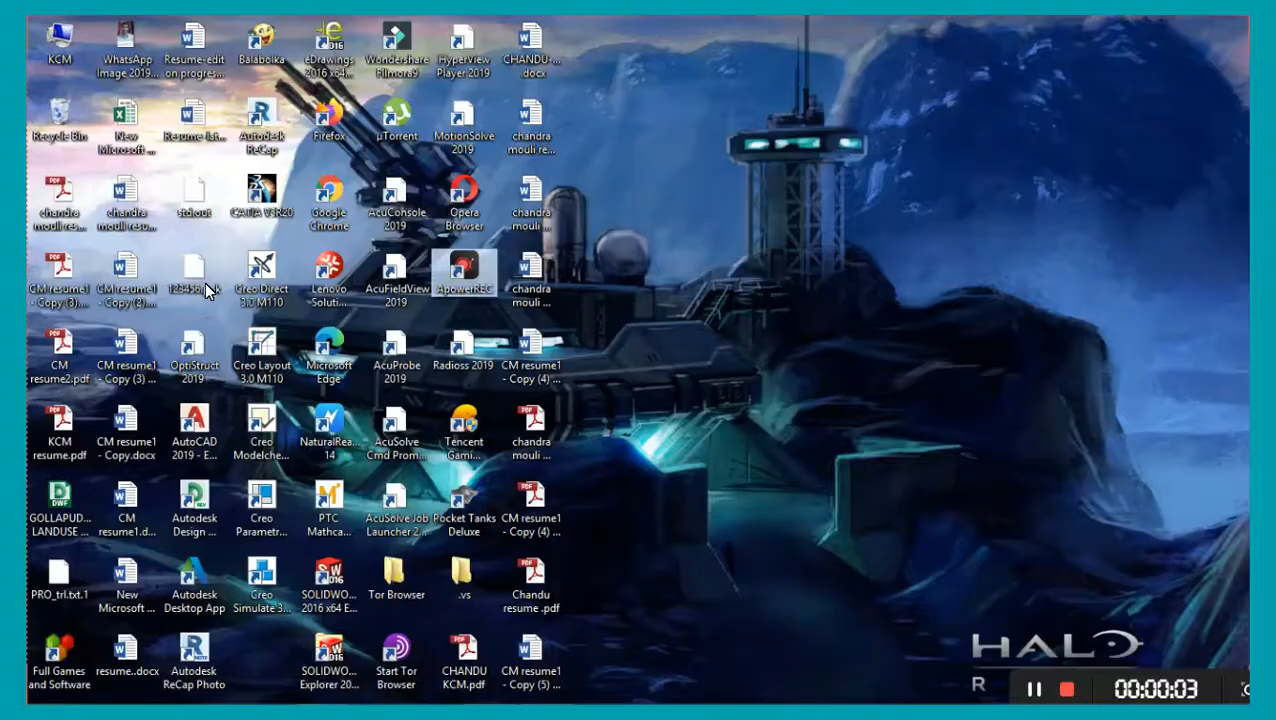 KCM
WhatsApp
Image 2019...
Resume-edit
on progres...
Balabolka
eDrawings
2016 x64...
Wondershare
Filmora9
HyperView
Player 2019
CHANDU-...
.docx
Recycle Bin
New
Microsoft ...
Resume-lat...
Autodesk
ReCap
Firefox
µTorrent
MotionSolve
2019
chandra
mouli re...
chandra
mouli res...
chandra
mouli resu...
stdout
CATIA V5R20
Google
Chrome
AcuConsole
2019
Opera
Browser
chandra
mouli ...
CM resume1
- Copy (3)....
CM resume1
- Copy (2)....
Creo Direct
3.0 M110
Lenovo
Soluti...
AcuFieldView
2019
ApowerREC
chandra
mouli ...
CM
resume2.pdf
CM resume1
- Copy (3) ...
OptiStruct
2019
Creo Layout
3.0 M110
Microsoft
Edge
AcuProbe
2019
Radioss 2019
CM resume1
- Copy (4) ...
KCM
resume.pdf
CM resume1
- Copy.docx
AutoCAD
2019 - E...
Creo
Modelche...
NaturalRea...
14
AcuSolve
Cmd Prom...
Tencent
Gami...
chandra
mouli ...
DWF
GOLLAPUD...
LANDUSE ...
CM
resume1.d...
Autodesk
Design ...
Creo
Parametr...
PTC
Mathca...
AcuSolve Job
Launcher 2...
Pocket Tanks
Deluxe
CM resume1
- Copy (4) ...
PRO_trl.txt.1
New
Microsoft ...
Autodesk
Desktop App
Creo
Simulate 3...
SOLIDWO...
2016 x64 E...
Tor Browser
.vs
Chandu
resume .pdf
Full Games
and Software
resume..docx
Autodesk
ReCap Photo
SOLIDWO...
Explorer 20...
Start Tor
Browser
CHANDU
KCM.pdf
CM resume1
- Copy (5) ...
HALO
R
00:00:03